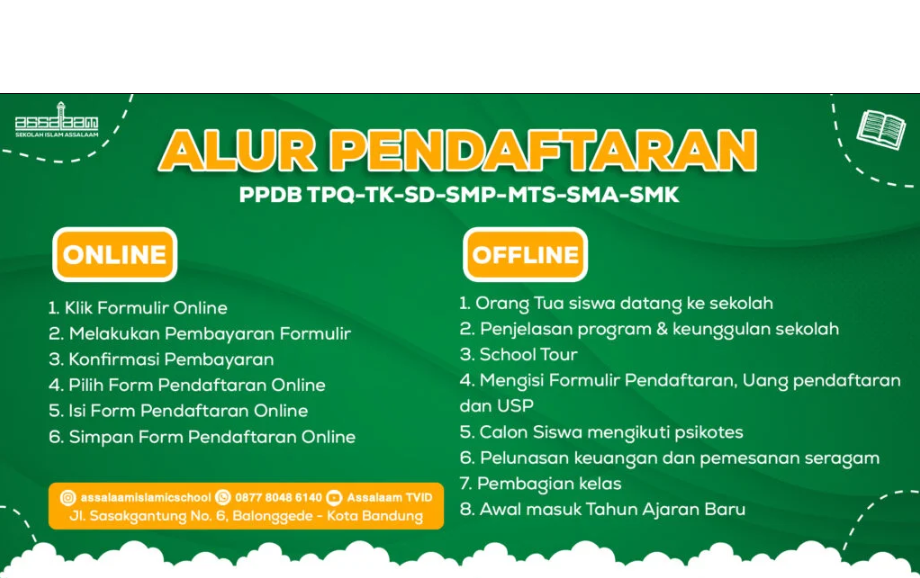 assalaam
SEKOLAH ISLAM ASSALAAM
ALUR PENDAFTARAN
PPDB TPQ-TK-SD-SMP-MTS-SMA-SMK
ONLINE
1. Klik Formulir Online
2. Melakukan Pembayaran Formulir
3. Konfirmasi Pembayaran
4. Pilih Form Pendaftaran Online
5. Isi Form Pendaftaran Online
6. Simpan Form Pendaftaran Online
assalaamislamicschool 0877 8048 6140 Assalaam TVID
Jl. Sasakgantung No. 6, Balonggede - Kota Bandung
OFFLINE
1. Orang Tua siswa datang ke sekolah
2. Penjelasan program & keunggulan sekolah
3. School Tour
4. Mengisi Formulir Pendaftaran, Uang pendaftaran
dan USP
5. Calon Siswa mengikuti psikotes
6. Pelunasan keuangan dan pemesanan seragam
7. Pembagian kelas
8. Awal masuk Tahun Ajaran Baru